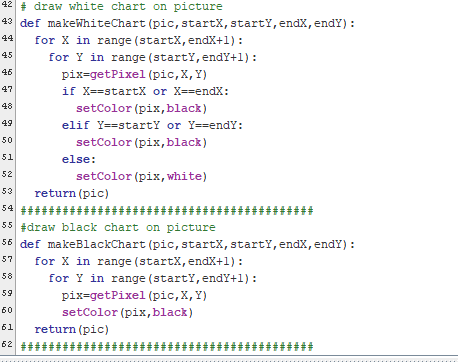 42 # draw white chart on picture
43 def makeWhiteChart(pic,startX,startY,endX,endY):
44   for X in range(startX,endX+1):
45     for Y in range(startY,endY+1):
46       pix=getPixel(pic,X,Y)
47       if X==startX or X==endX:
48         setColor(pix,black)
49       elif Y==startY or Y==endY:
50         setColor(pix,black)
51       else:
52         setColor(pix,white)
53   return(pic)
54 ##########################################
55 #draw black chart on picture
56 def makeBlackChart(pic,startX,startY,endX,endY):
57   for X in range(startX,endX+1):
58     for Y in range(startY,endY+1):
59       pix=getPixel(pic,X,Y)
60       setColor(pix,black)
61   return(pic)
62 ##########################################